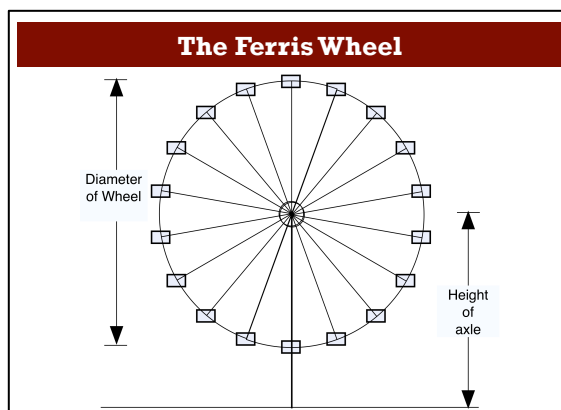 The Ferris Wheel
Diameter
of Wheel
Height
of
axle